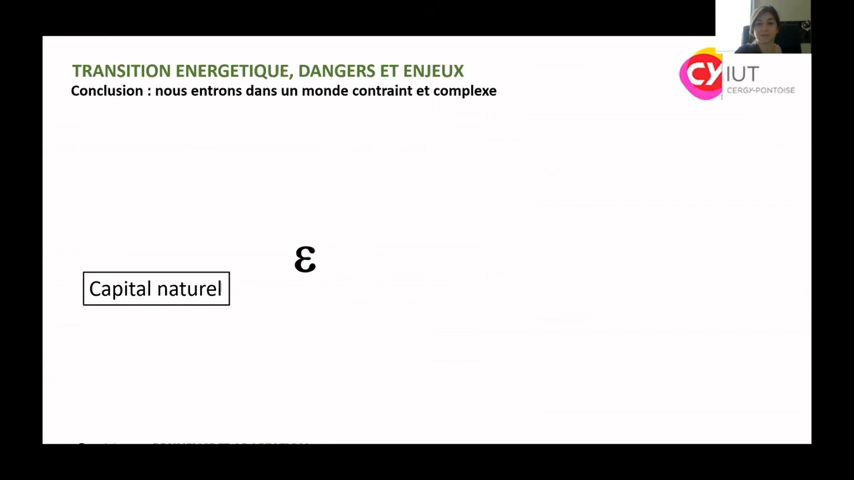 TRANSITION ENERGETIQUE, DANGERS ET ENJEUX
Conclusion : nous entrons dans un monde contraint et complexe
CY IUT
CERGY-PONTOISE
ε
Capital naturel